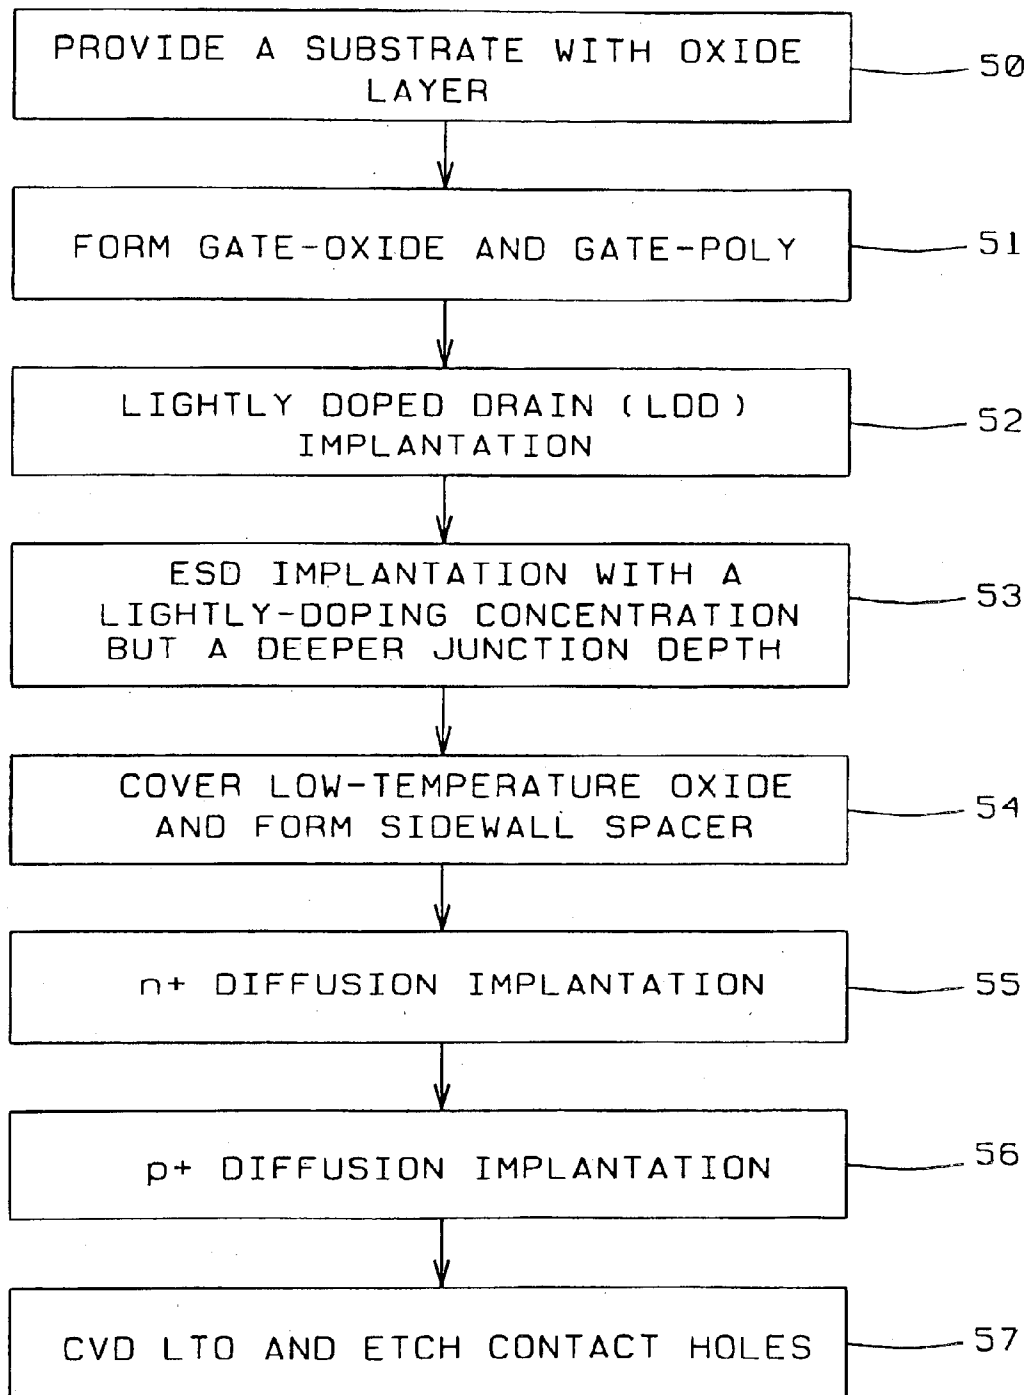 PROVIDE A SUBSTRATE WITH OXIDE
LAYER
50
FORM GATE-OXIDE AND GATE-POLY
51
LIGHTLY DOPED DRAIN (LDD)
IMPLANTATION
52
ESD IMPLANTATION WITH A
LIGHTLY-DOPING CONCENTRATION
BUT A DEEPER JUNCTION DEPTH
53
COVER LOW-TEMPERATURE OXIDE
AND FORM SIDEWALL SPACER
54
n+ DIFFUSION IMPLANTATION
55
p+ DIFFUSION IMPLANTATION
56
CVD LTO AND ETCH CONTACT HOLES
57